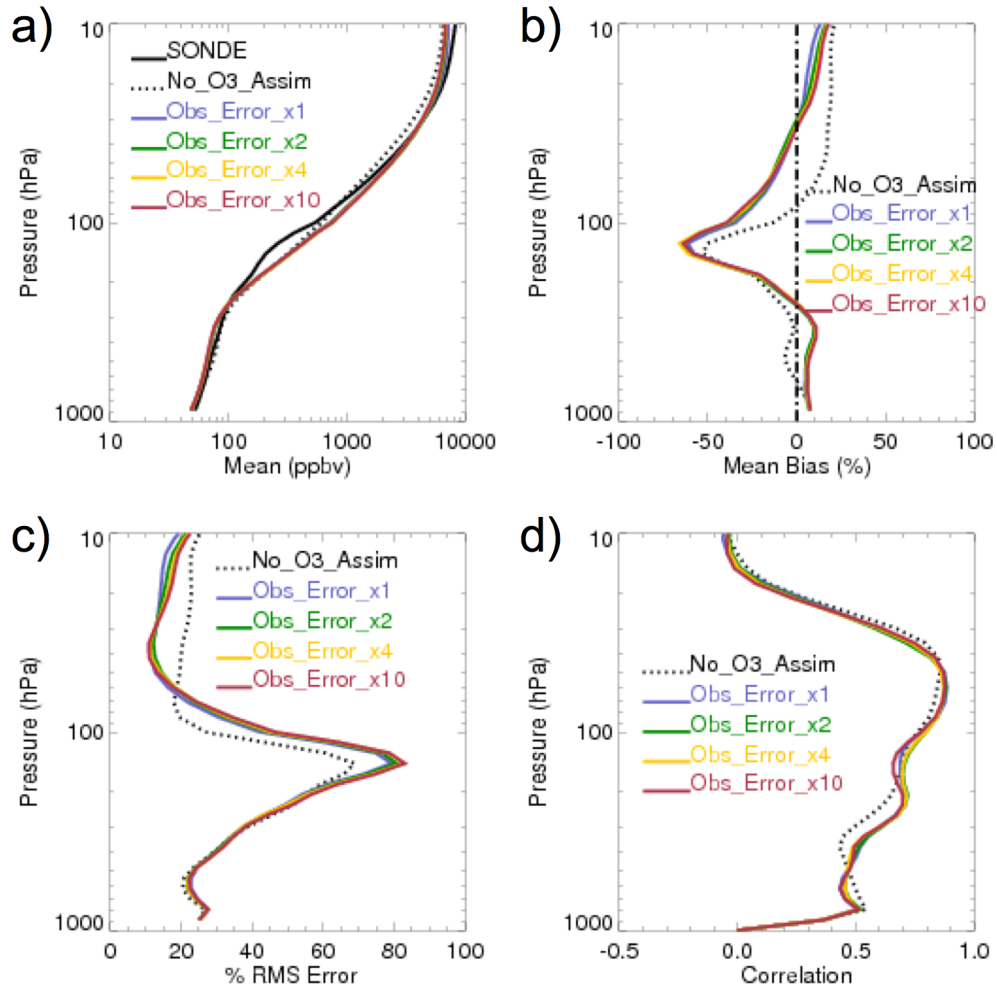 a)
10
100
1000
Pressure (hPa)
SONDE
No_O3_Assim
Obs_Error_x1
Obs_Error_x2
Obs_Error_x4
Obs_Error_x10
10
100
1000
10000
Mean (ppbv)
b)
10
100
1000
Pressure (hPa)
No_O3_Assim
Obs_Error_x1
Obs_Error_x2
Obs_Error_x4
Obs_Error_x10
-100
-50
0
50
100
Mean Bias (%)
c)
10
100
1000
Pressure (hPa)
No_O3_Assim
Obs_Error_x1
Obs_Error_x2
Obs_Error_x4
Obs_Error_x10
0
20
40
60
80
100
% RMS Error
d)
10
100
1000
Pressure (hPa)
No_O3_Assim
Obs_Error_x1
Obs_Error_x2
Obs_Error_x4
Obs_Error_x10
-0.5
0.0
0.5
1.0
Correlation